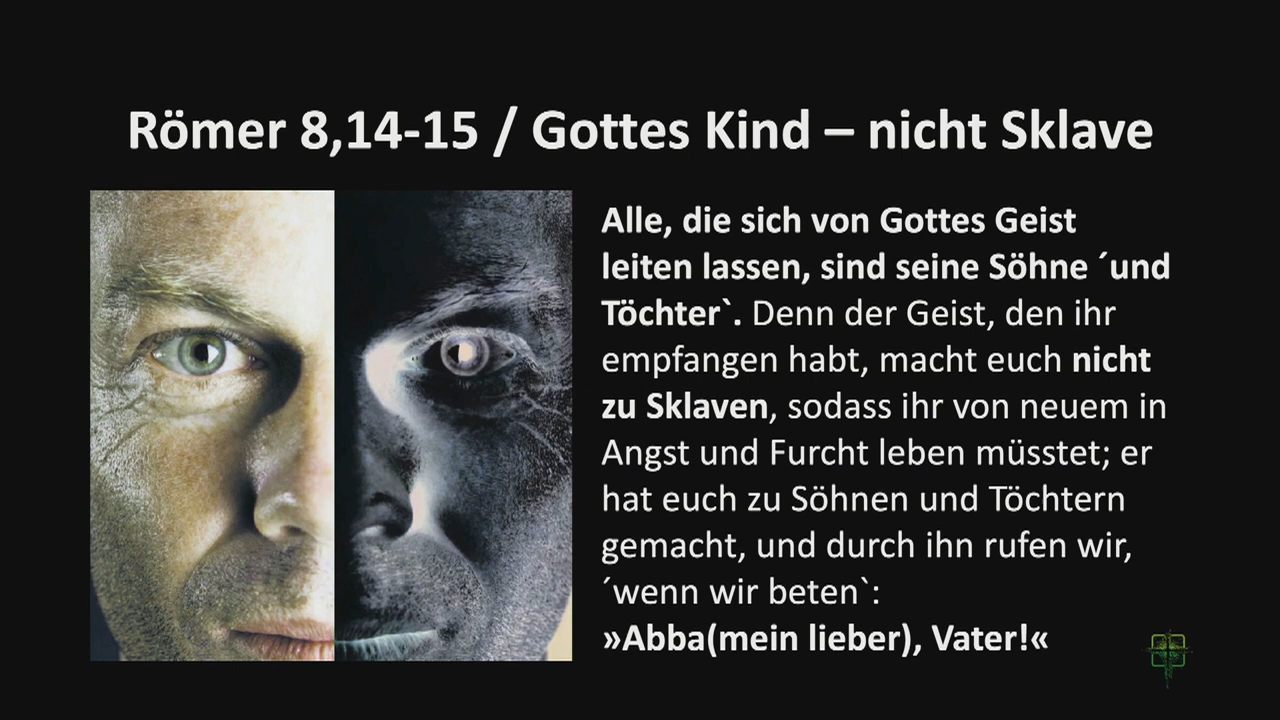 Römer 8,14-15 / Gottes Kind – nicht Sklave
Alle, die sich von Gottes Geist
leiten lassen, sind seine Söhne ´und
Töchter`. Denn der Geist, den ihr
empfangen habt, macht euch nicht
zu Sklaven, sodass ihr von neuem in
Angst und Furcht leben müsstet; er
hat euch zu Söhnen und Töchtern
gemacht, und durch ihn rufen wir,
´wenn wir beten`:
»Abba(mein lieber), Vater!«